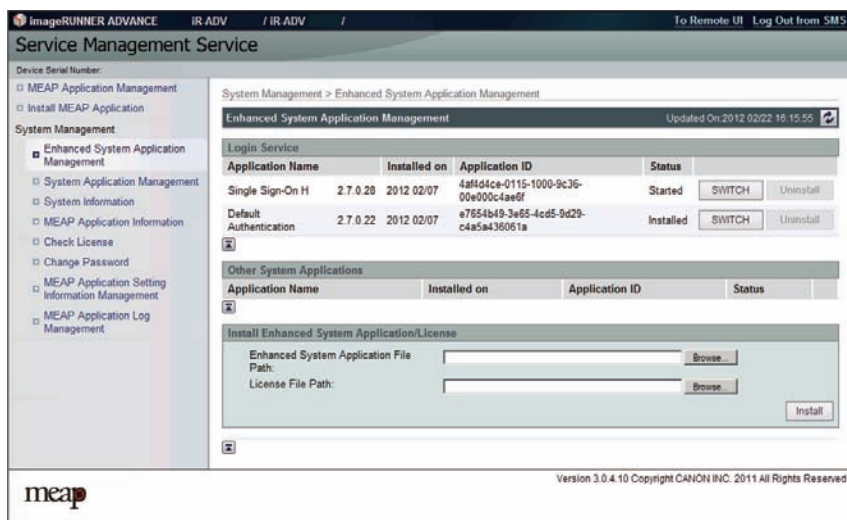 imageRUNNER ADVANCE iR-ADV / iR-ADV / To Remote UI Log Out from SMS
Service Management Service
Device Serial Number:
MEAP Application Management
Install MEAP Application
System Management
Enhanced System Application
Management
System Application Management
System Information
MEAP Application Information
Check License
Change Password
MEAP Application Setting
Information Management
MEAP Application Log
Management
System Management > Enhanced System Application Management
Enhanced System Application Management Updated On:2012 02/22 16:15:55
Login Service
Application Name Installed on Application ID Status
Single Sign-On H 2.7.0.28 2012 02/07 4af4d4ce-0115-1000-9c36-
00e000c4ae6f Started SWITCH Uninstall
Default
Authentication 2.7.0.22 2012 02/07 e7654b49-3e65-4cd5-9d29-
c4a5a436061a Installed SWITCH Uninstall
Other System Applications
Application Name Installed on Application ID Status
Install Enhanced System Application/License
Enhanced System Application File
Path: Browse...
License File Path: Browse...
Install
Version 3.0.4.10 Copyright CANON INC. 2011 All Rights Reserved
meap